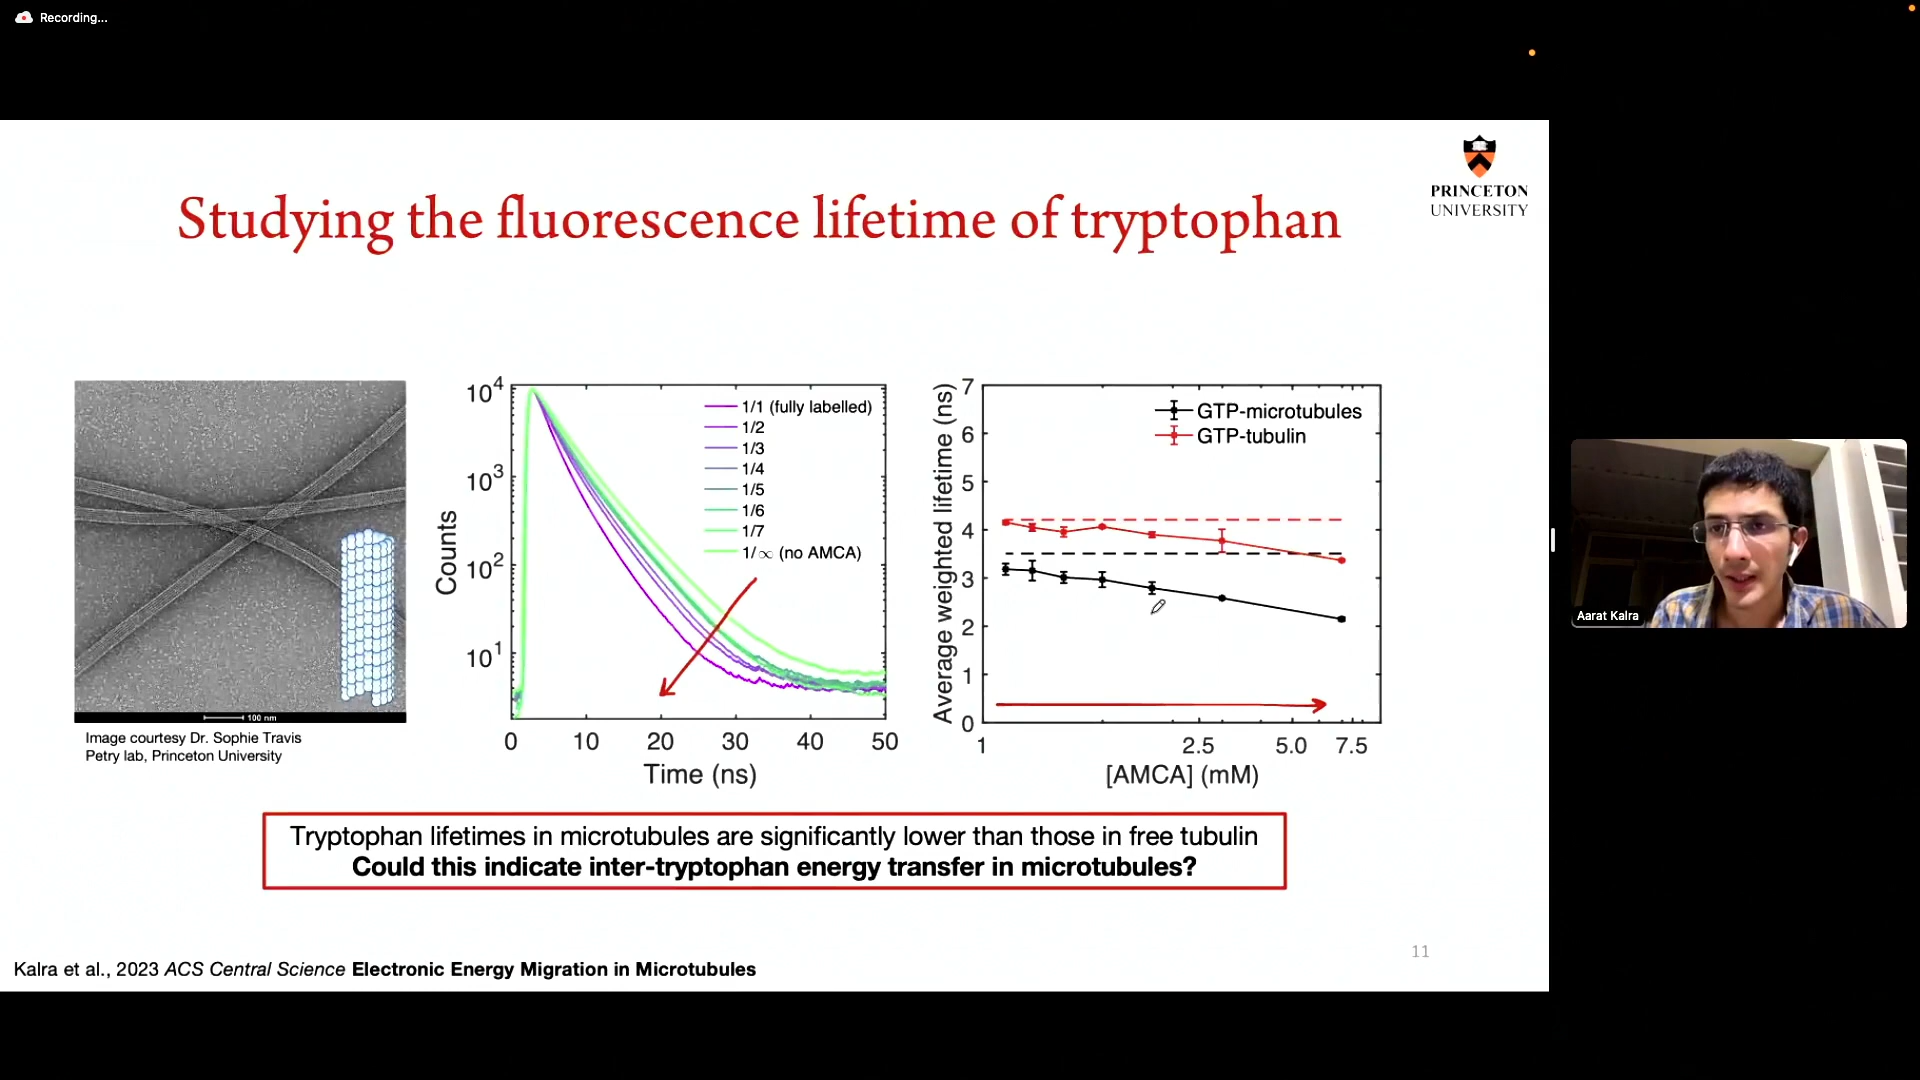 Recording...
PRINCETON
UNIVERSITY
Studying the fluorescence lifetime of tryptophan
100 nm
Image courtesy Dr. Sophie Travis
Petry lab, Princeton University
Counts
10^4
10^3
10^2
10^1
1/1 (fully labelled)
1/2
1/3
1/4
1/5
1/6
1/7
1/∞ (no AMCA)
0 10 20 30 40 50
Time (ns)
Average weighted lifetime (ns)
7
6
5
4
3
2
1
0
GTP-microtubules
GTP-tubulin
1 2.5 5.0 7.5
[AMCA] (mM)
Aarat Kalra
Tryptophan lifetimes in microtubules are significantly lower than those in free tubulin
Could this indicate inter-tryptophan energy transfer in microtubules?
11
Kalra et al., 2023 ACS Central Science Electronic Energy Migration in Microtubules